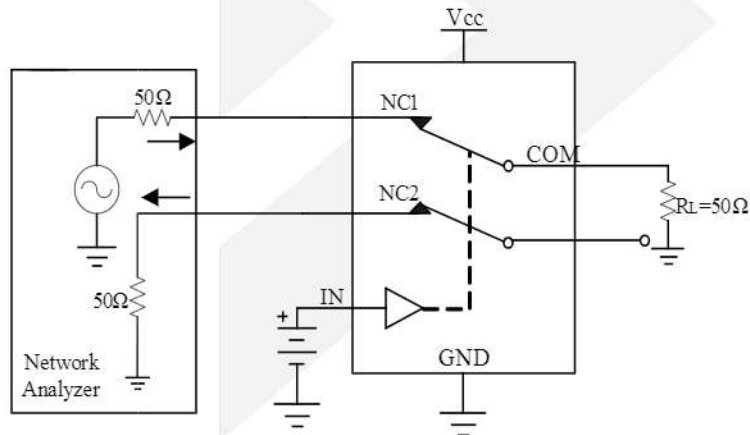 Vcc
50Ω
NC1
COM
NC2
RL=50Ω
50Ω
IN
+
GND
Network
Analyzer